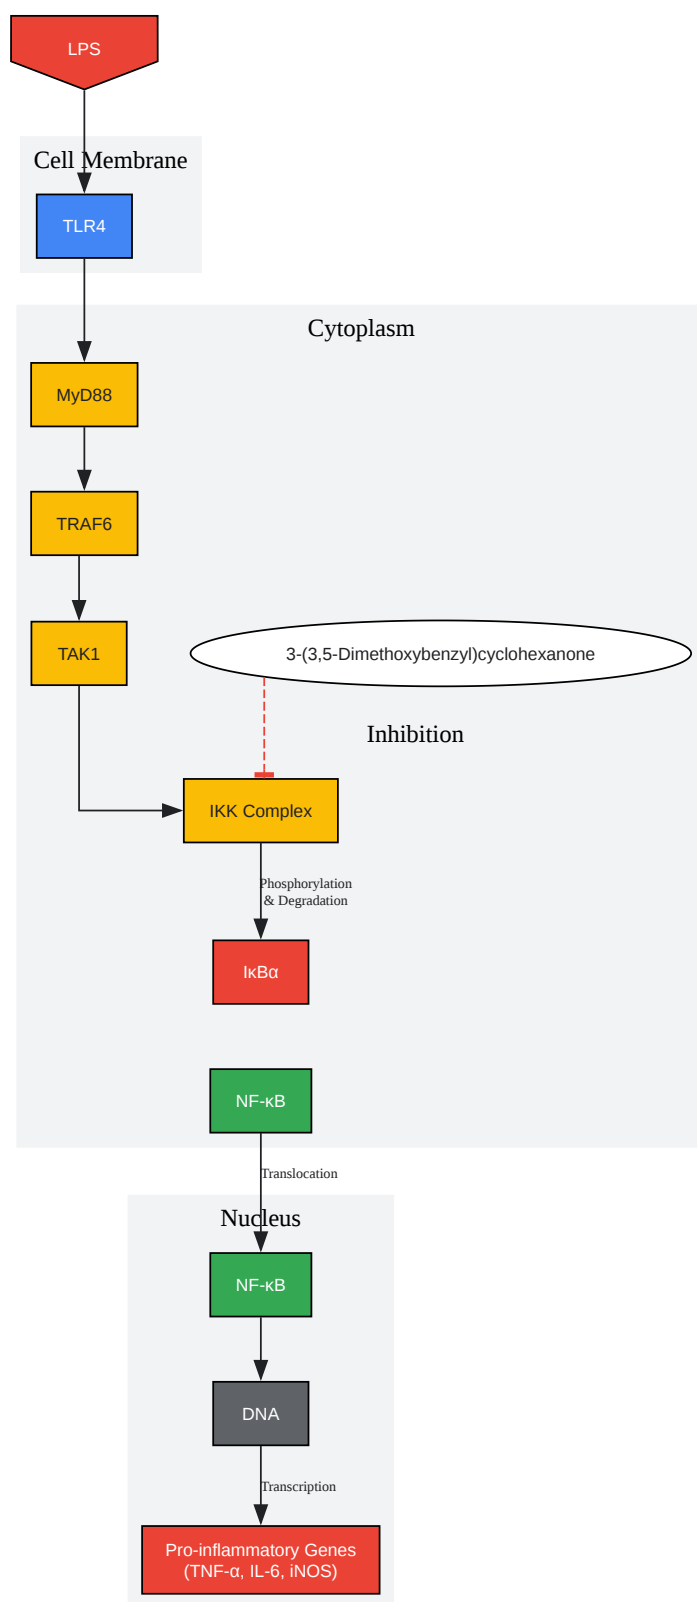 LPS
Cell Membrane
TLR4
Cytoplasm
MyD88
TRAF6
TAK1
3-(3,5-Dimethoxybenzyl)cyclohexanone
Inhibition
IKK Complex
Phosphorylation
& Degradation
IκBα
NF-κB
Translocation
Nucleus
NF-κB
DNA
Transcription
Pro-inflammatory Genes
(TNF-α, IL-6, iNOS)